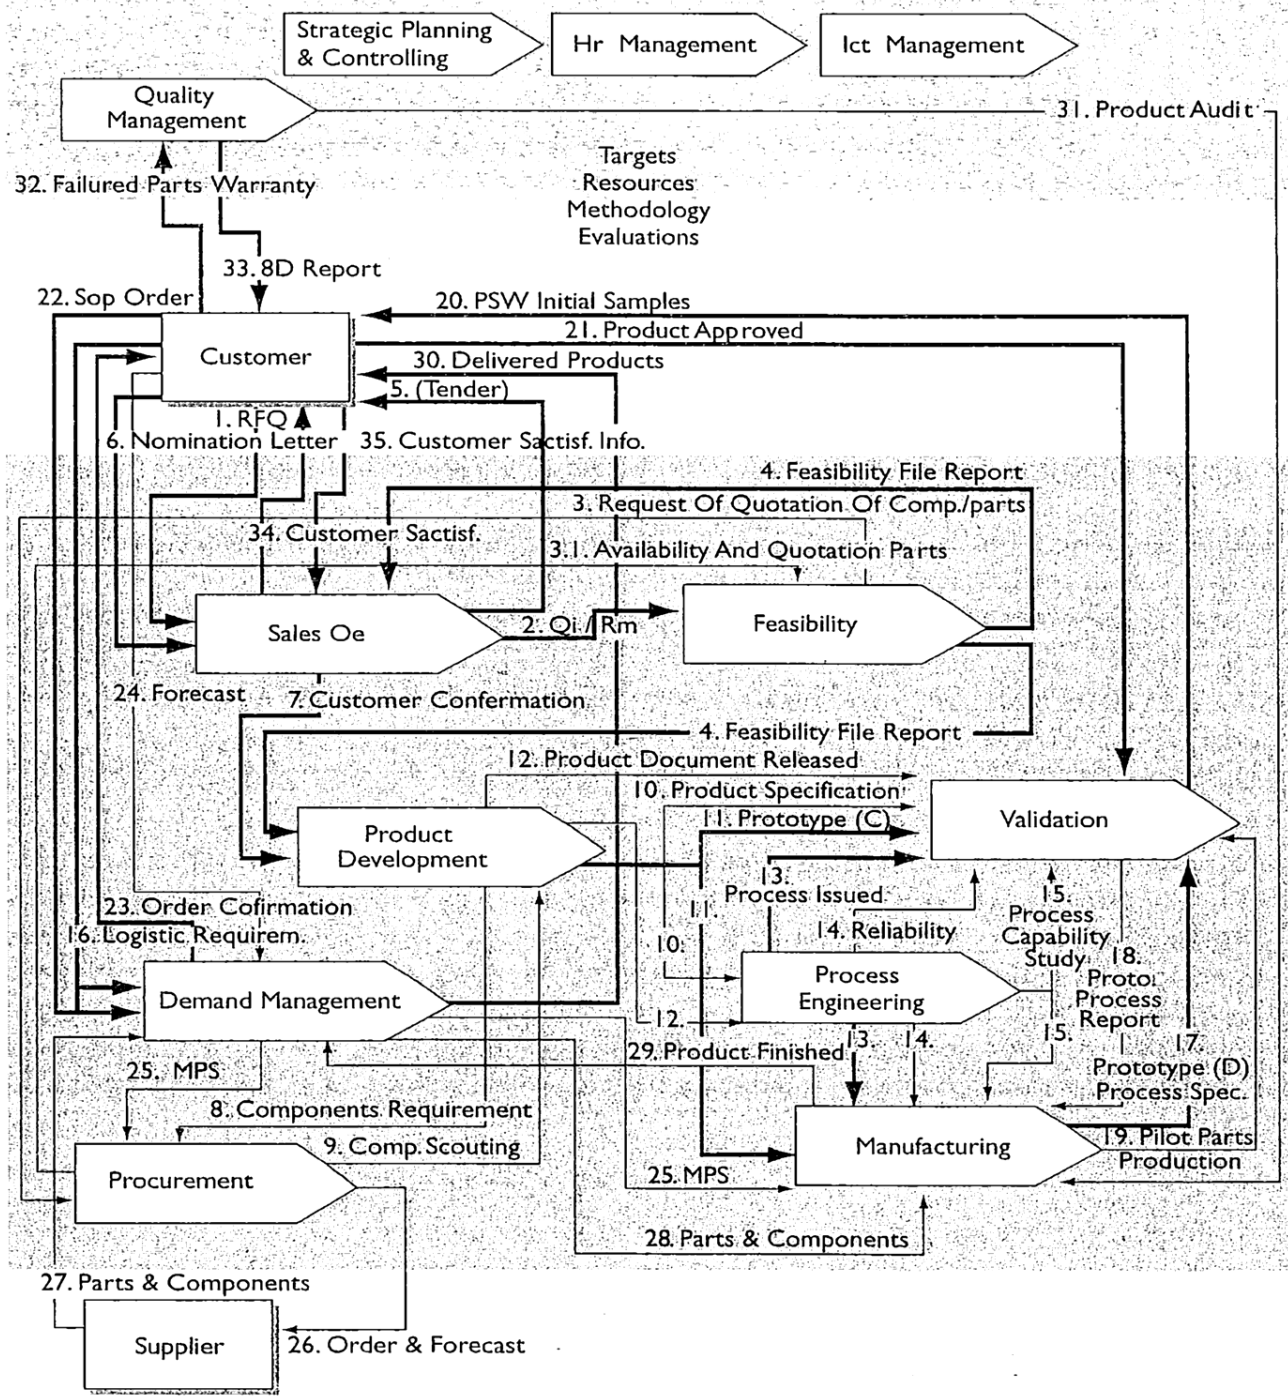 Strategic Planning
& Controlling
Hr Management
Ict Management
Quality
Management
31. Product Audit
32. Failured Parts Warranty
Targets
Resources
Methodology
Evaluations
33. 8D Report
22. Sop Order
20. PSW Initial Samples
21. Product Approved
Customer
30. Delivered Products
5. (Tender)
1. RFQ
6. Nomination Letter
35. Customer Sactisf. Info.
4. Feasibility File Report
3. Request Of Quotation Of Comp./parts
34. Customer Sactisf.
3.1. Availability And Quotation Parts
Sales Oe
2. Qi / Rm
Feasibility
24. Forecast
7. Customer Confermation
4. Feasibility File Report
12. Product Document Released
10. Product Specification
11. Prototype (C)
Validation
Product
Development
13.
Process Issued
15.
Process
Capability
Study
23. Order Cofirmation
11.
16. Logistic Requirem.
14. Reliability
10.
18.
Proto.
Process
Report
Demand Management
Process
Engineering
12.
13.
14.
15.
17.
Prototype (D)
Process Spec.
29. Product Finished
25. MPS
8. Components Requirement
9. Comp. Scouting
Manufacturing
19. Pilot Parts
Production
Procurement
25. MPS
28. Parts & Components
27. Parts & Components
Supplier
26. Order & Forecast